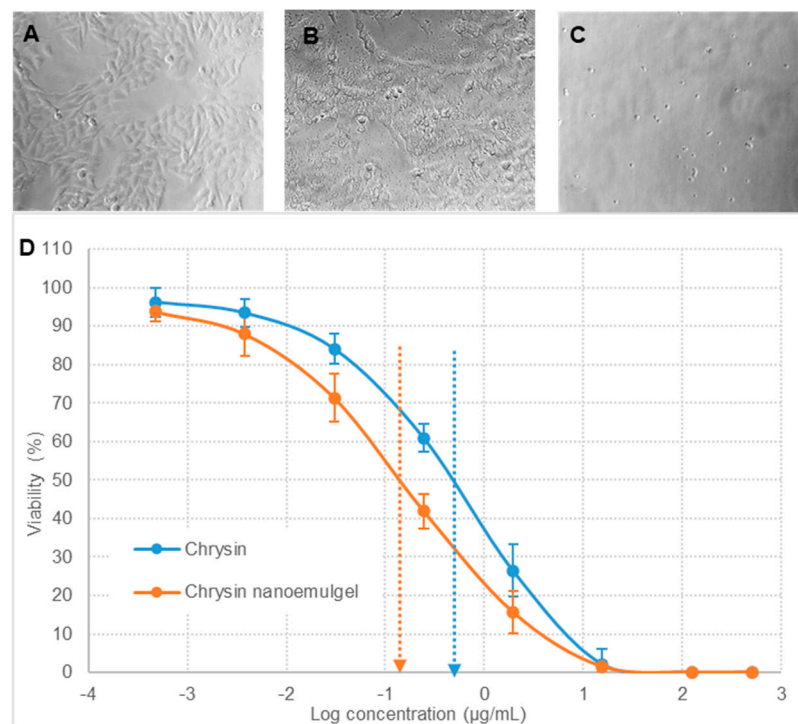 A
B
C
D
110
100
90
80
70
60
50
40
30
20
10
0
Viability (%)
Chrysin
Chrysin nanoemulgel
-4
-3
-2
-1
0
1
2
3
Log concentration (µg/mL)